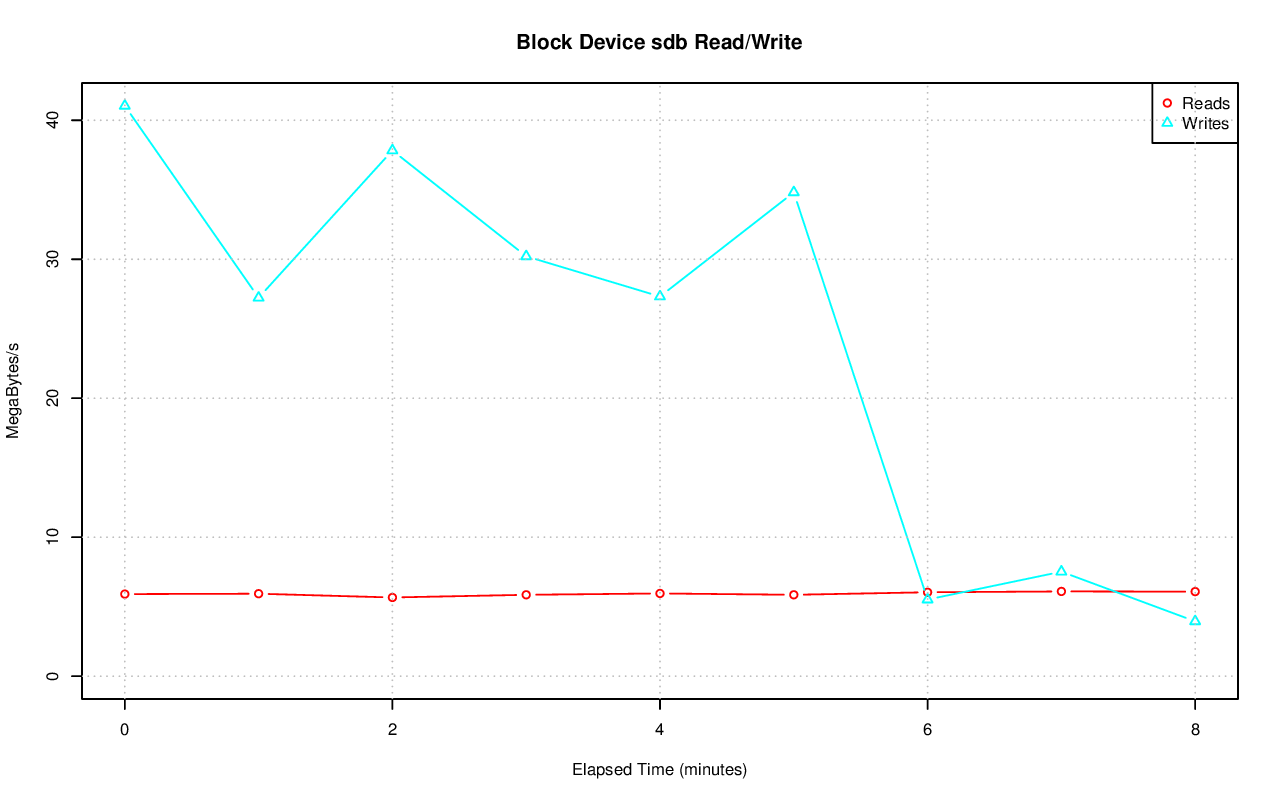 Block Device sdb Read/Write
Reads
Writes
MegaBytes/s
40
30
20
10
0
0 2 4 6 8
Elapsed Time (minutes)